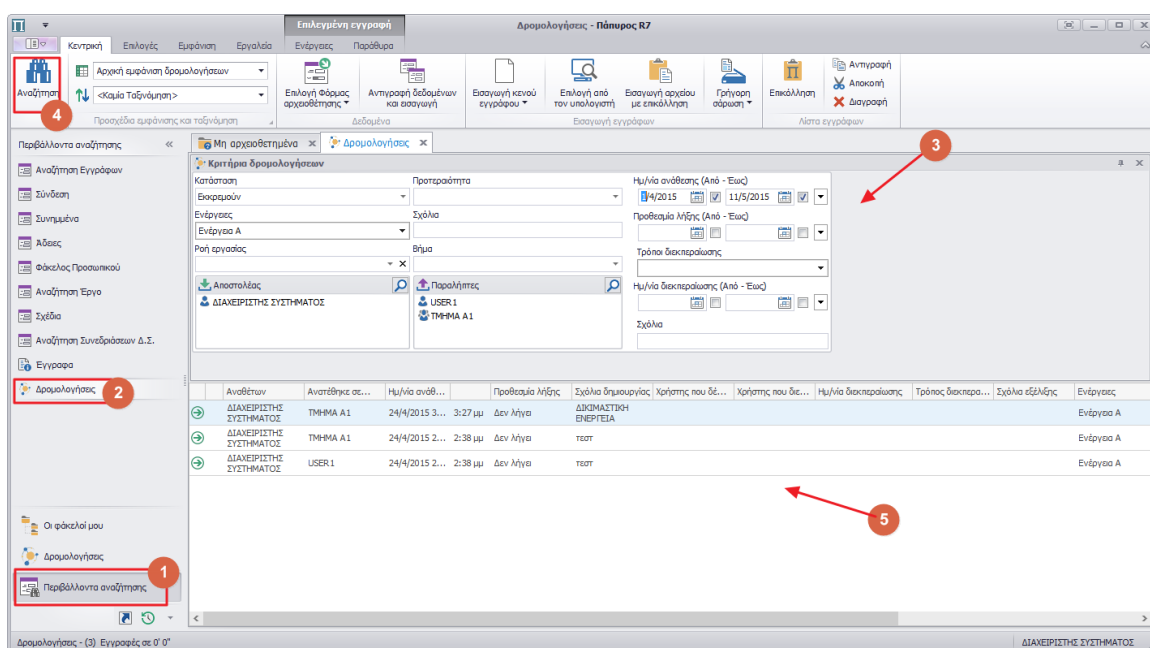 Επιλεγμένη εγγραφή
Δρομολογήσεις - Πάπυρος R7
Κεντρική Επιλογές Εμφάνιση Εργαλεία Ενέργειες Παράθυρα
Αναζήτηση
Αρχική εμφάνιση δρομολογήσεων
<Καμία Ταξινόμηση>
Προσχέδια εμφάνισης και ταξινόμηση
Επιλογή Φόρμας αρχειοθέτησης
Αντιγραφή δεδομένων και εισαγωγή
Δεδομένα
Εισαγωγή κενού εγγράφου
Επιλογή από τον υπολογιστή
Εισαγωγή αρχείου με επικόλληση
Γρήγορη σάρωση
Εισαγωγή εγγράφων
Επικόλληση
Αντιγραφή
Αποκοπή
Διαγραφή
Λίστα εγγράφων
4
Περιβάλλοντα αναζήτησης «
Αναζήτηση Εγγράφων
Σύνδεση
Συνημμένα
Άδειες
Φάκελος Προσωπικού
Αναζήτηση Έργο
Σχέδια
Αναζήτηση Συνεδριάσεων Δ.Σ.
Έγγραφα
Δρομολογήσεις
2
Οι φάκελοί μου
Δρομολογήσεις
1
Περιβάλλοντα αναζήτησης
Μη αρχειοθετημένα Δρομολογήσεις
3
Κριτήρια δρομολογήσεων
Κατάσταση Προτεραιότητα Ημ/νία ανάθεσης (Από - Έως)
Εκκρεμούν /4/2015 11/5/2015
Ενέργειες Σχόλια Προθεσμία λήξης (Από - Έως)
Ενέργεια Α
Ροή εργασίας Βήμα Τρόποι διεκπεραίωσης
Αποστολέας Παραλήπτες Ημ/νία διεκπεραίωσης (Από - Έως)
ΔΙΑΧΕΙΡΙΣΤΗΣ ΣΥΣΤΗΜΑΤΟΣ USER1
ΤΜΗΜΑ Α1
Σχόλια
Αναθέτων Ανατέθηκε σε... Ημ/νία ανάθ... Προθεσμία λήξης Σχόλια δημιουργίας Χρήστης που δέ... Χρήστης που διε... Ημ/νία διεκπεραίωσης Τρόπος διεκπερα... Σχόλια εξέλιξης Ενέργειες
ΔΙΑΧΕΙΡΙΣΤΗΣ ΣΥΣΤΗΜΑΤΟΣ ΤΜΗΜΑ Α1 24/4/2015 3... 3:27 μμ Δεν λήγει ΔΙΚΙΜΑΣΤΙΚΗ ΕΝΕΡΓΕΙΑ Ενέργεια Α
ΔΙΑΧΕΙΡΙΣΤΗΣ ΣΥΣΤΗΜΑΤΟΣ ΤΜΗΜΑ Α1 24/4/2015 2... 2:38 μμ Δεν λήγει τεστ Ενέργεια Α
ΔΙΑΧΕΙΡΙΣΤΗΣ ΣΥΣΤΗΜΑΤΟΣ USER1 24/4/2015 2... 2:38 μμ Δεν λήγει τεστ Ενέργεια Α
5
Δρομολογήσεις - (3) Εγγραφές σε 0' 0''
ΔΙΑΧΕΙΡΙΣΤΗΣ ΣΥΣΤΗΜΑΤΟΣ